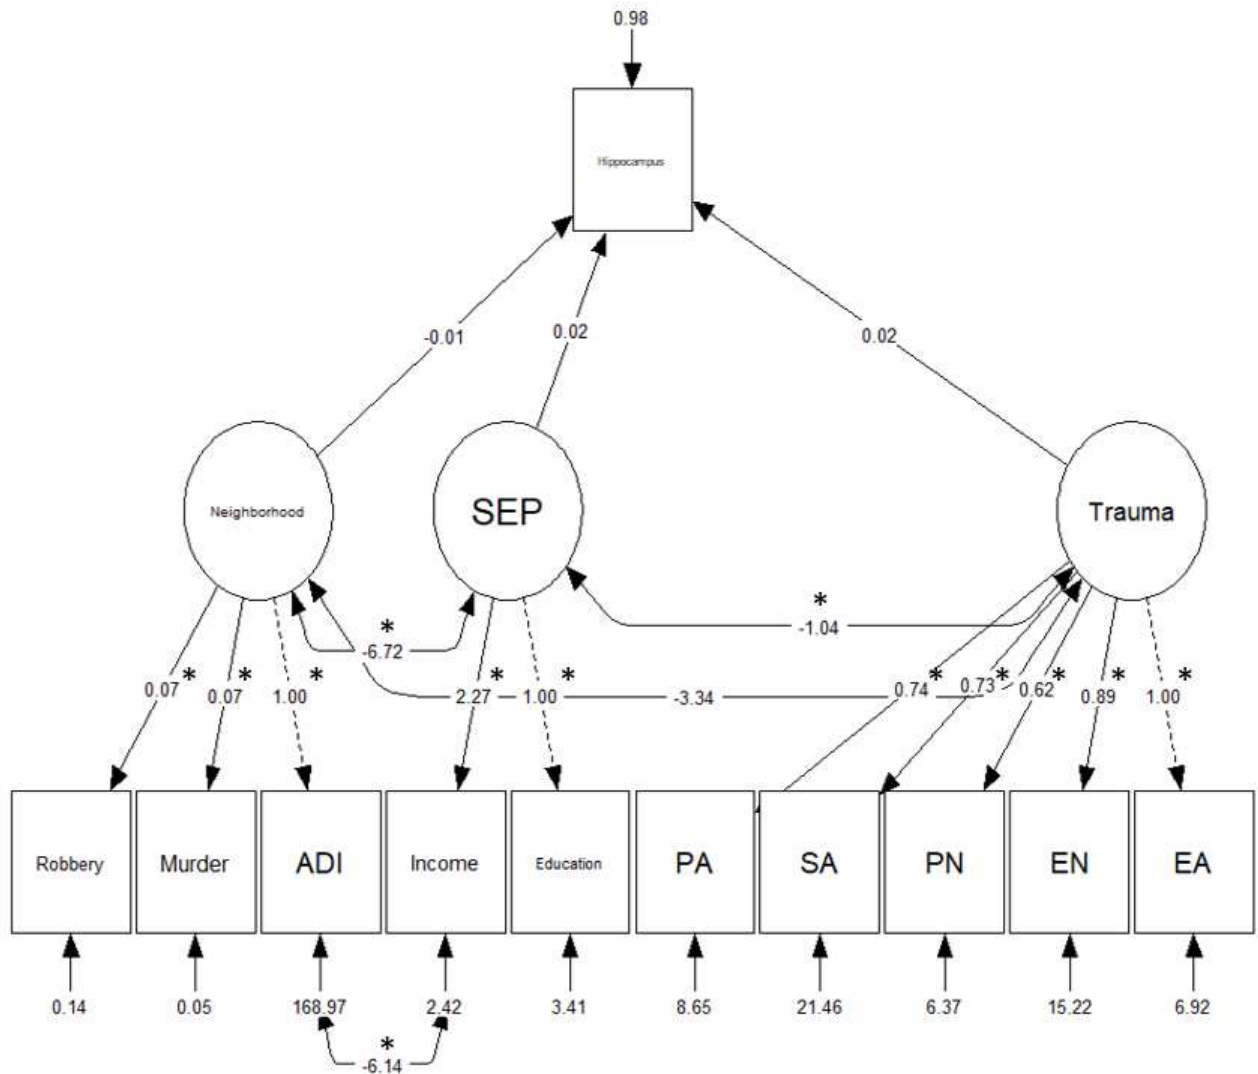 0.98
Hippocampus
-0.01
0.02
0.02
Neighborhood
SEP
Trauma
*
-1.04
*
-6.72
0.07*
0.07*
1.00*
2.27*
1.00*
-3.34
0.74*
0.73*
0.62*
0.89*
1.00*
Robbery
Murder
ADI
Income
Education
PA
SA
PN
EN
EA
0.14
0.05
168.97
2.42
3.41
8.65
21.46
6.37
15.22
6.92
*
-6.14